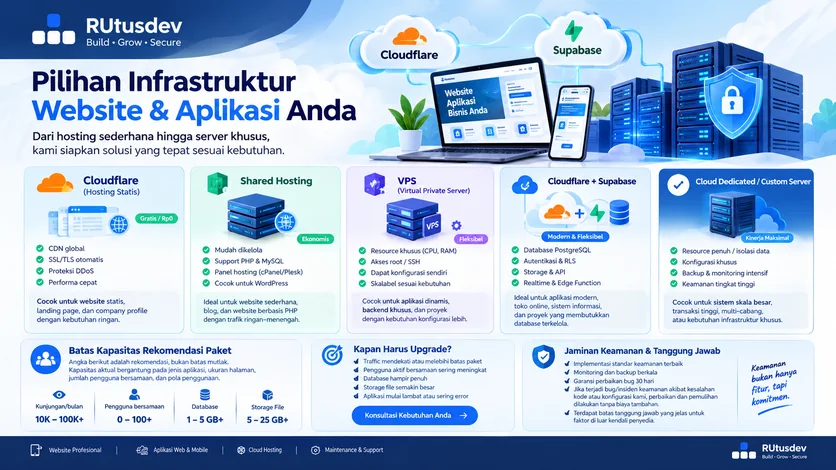 RUtusdev
Build • Grow • Secure
Cloudflare
Supabase
Pilihan Infrastruktur
Website & Aplikasi Anda
Dari hosting sederhana hingga server khusus,
kami siapkan solusi yang tepat sesuai kebutuhan.
Website
Aplikasi
Bisnis Anda
Cloudflare
(Hosting Statis)
Gratis / Rp0
CDN global
SSL/TLS otomatis
Proteksi DDoS
Performa cepat
Cocok untuk website statis,
landing page, dan company profile
dengan kebutuhan ringan.
Shared Hosting
Ekonomis
Mudah dikelola
Support PHP & MySQL
Panel hosting (cPanel/Plesk)
Cocok untuk WordPress
Ideal untuk website sederhana,
blog, dan website berbasis PHP
dengan trafik ringan–menengah.
VPS
(Virtual Private Server)
VPS
Fleksibel
Resource khusus (CPU, RAM)
Akses root / SSH
Dapat konfigurasi sendiri
Skalabel sesuai kebutuhan
Cocok untuk aplikasi dinamis,
backend khusus, dan proyek
dengan kebutuhan konfigurasi lebih.
Cloudflare + Supabase
Modern & Fleksibel
Database PostgreSQL
Autentikasi & RLS
Storage & API
Realtime & Edge Function
Ideal untuk aplikasi modern,
toko online, sistem informasi,
dan proyek yang membutuhkan
database terkelola.
Cloud Dedicated / Custom Server
Kinerja Maksimal
Resource penuh / isolasi data
Konfigurasi khusus
Backup & monitoring intensif
Keamanan tingkat tinggi
Cocok untuk sistem skala besar,
transaksi tinggi, multi-cabang,
atau kebutuhan infrastruktur khusus.
Batas Kapasitas Rekomendasi Paket
Angka berikut adalah rekomendasi, bukan batas mutlak.
Kapasitas aktual bergantung pada jenis aplikasi, ukuran halaman,
jumlah pengguna bersamaan, dan pola penggunaan.
Kunjungan/bulan
10K – 100K+
Pengguna bersamaan
0 – 100+
Database
1 – 5 GB+
Storage File
5 – 25 GB+
Kapan Harus Upgrade?
Traffic mendekati atau melebihi batas paket
Pengguna aktif bersamaan sering meningkat
Database hampir penuh
Storage file semakin besar
Aplikasi mulai lambat atau sering error
Konsultasi Kebutuhan Anda
Jaminan Keamanan & Tanggung Jawab
Implementasi standar keamanan terbaik
Monitoring dan backup berkala
Garansi perbaikan bug 30 hari
Jika terjadi bug/insiden keamanan akibat kesalahan
kode atau konfigurasi kami, perbaikan dan pemulihan
dilakukan tanpa biaya tambahan.
Terdapat batas tanggung jawab yang jelas untuk
faktor di luar kendali penyedia.
Keamanan
bukan hanya
fitur, tapi
komitmen.
Website Profesional
Aplikasi Web & Mobile
Cloud Hosting
Maintenance & Support
RUtusdev
Build • Grow • Secure